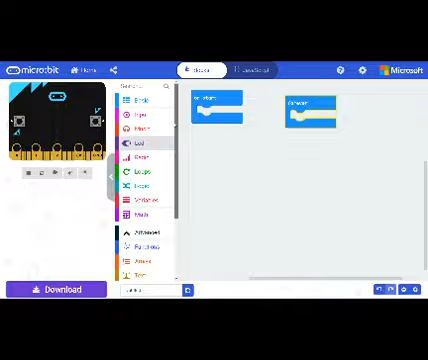 micro:bit
Home
Blocks
JavaScript
Microsoft
Search...
Basic
Input
Music
Led
Radio
Loops
Logic
Variables
Math
Advanced
Functions
Arrays
Text
on start
forever
Download